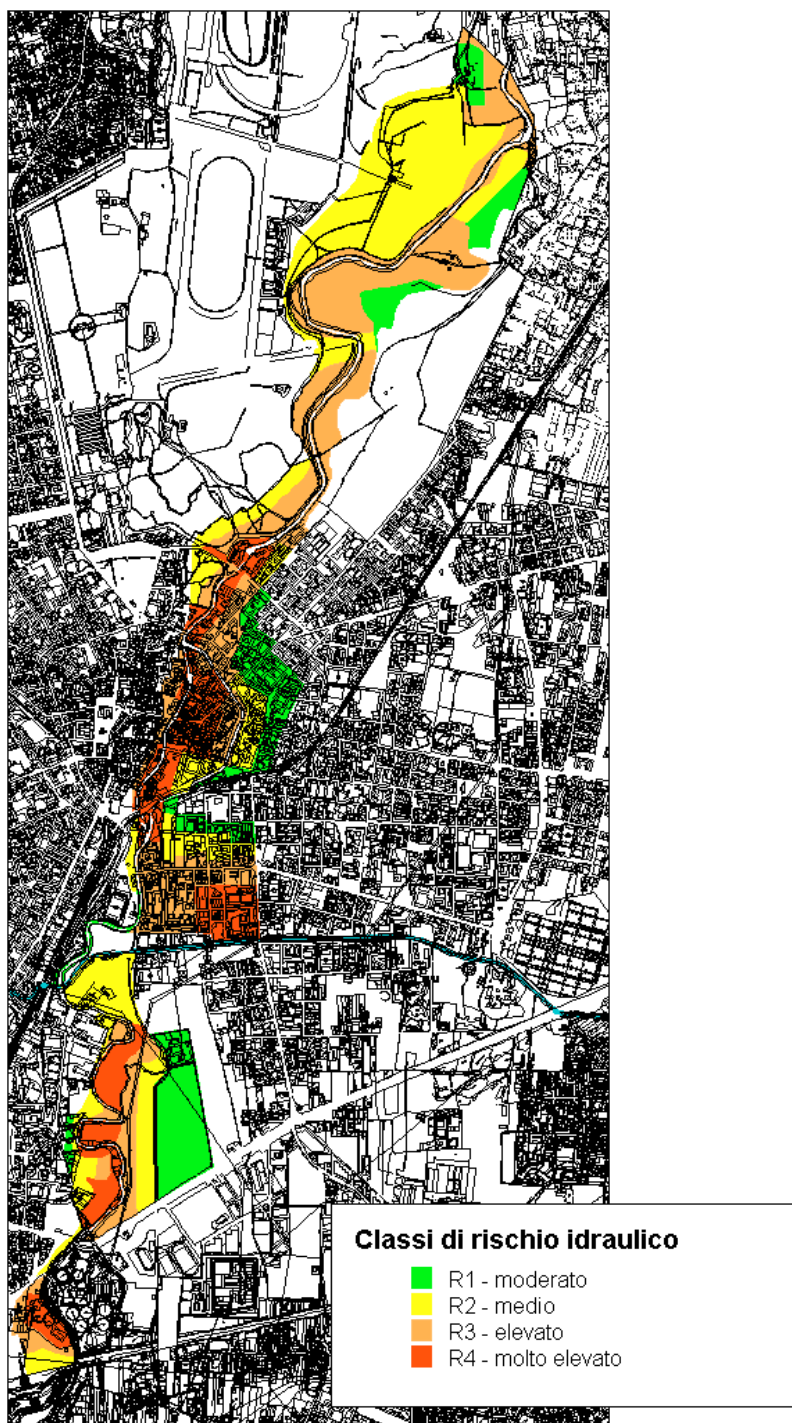 Classi di rischio idraulico
R1 - moderato
R2 - medio
R3 - elevato
R4 - molto elevato